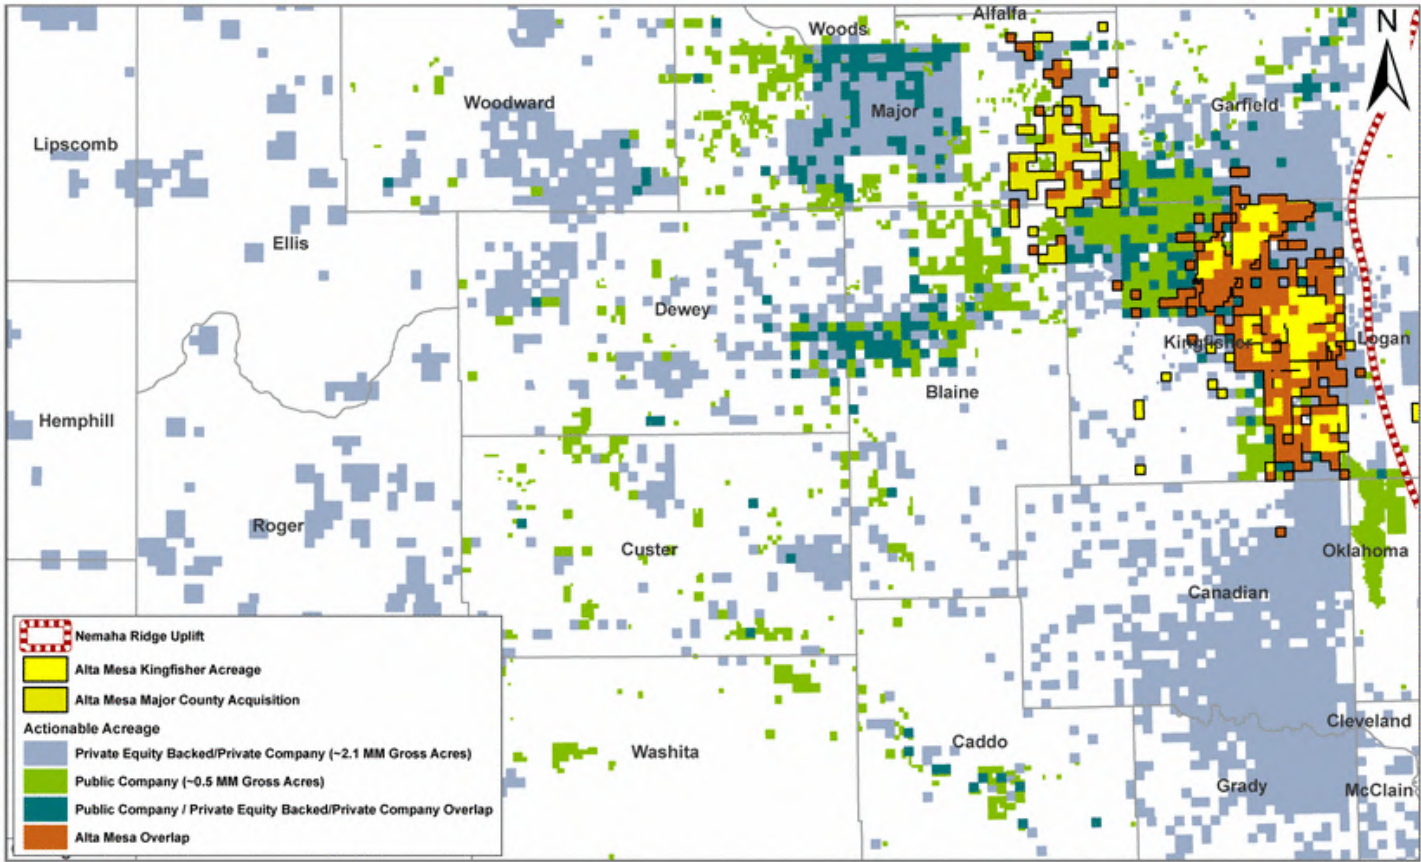 N
Alfalfa
Woods
Woodward
Major
Garfield
Lipscomb
Ellis
Dewey
Kingfisher
Logan
Blaine
Hemphill
Roger
Custer
Oklahoma
Canadian
Cleveland
Washita
Caddo
Grady
McClain
Nemaha Ridge Uplift
Alta Mesa Kingfisher Acreage
Alta Mesa Major County Acquisition
Actionable Acreage
Private Equity Backed/Private Company (~2.1 MM Gross Acres)
Public Company (~0.5 MM Gross Acres)
Public Company / Private Equity Backed/Private Company Overlap
Alta Mesa Overlap